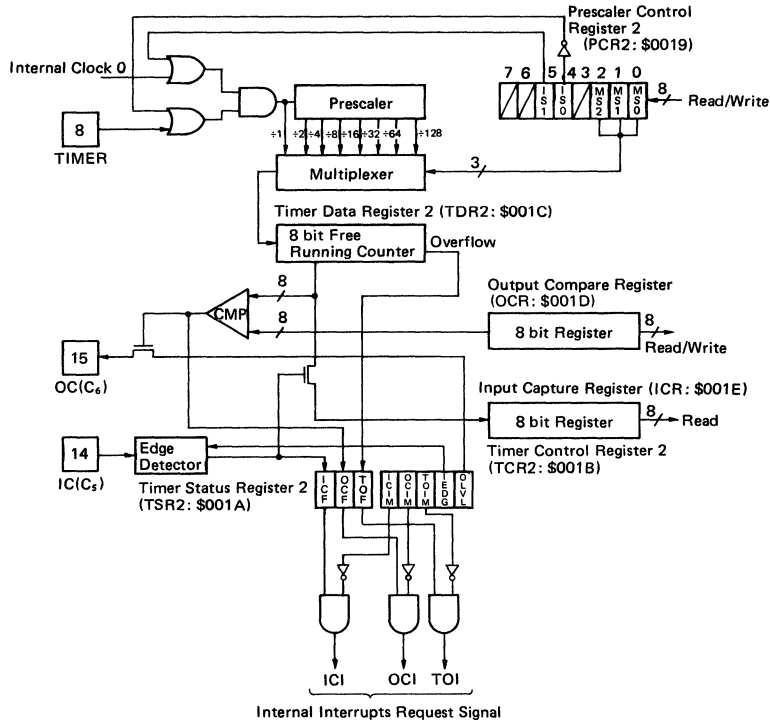 Prescaler Control
Register 2
(PCR2: $0019)
Internal Clock 0
7 6 5 4 3 2 1 0
IS1 IS0 MS2 MS1 MS0
8
Read/Write
8
TIMER
Prescaler
÷1 ÷2 ÷4 ÷8 ÷16 ÷32 ÷64 ÷128
Multiplexer
3
Timer Data Register 2 (TDR2: $001C)
8 bit Free
Running Counter
Overflow
8
CMP
8
Output Compare Register
(OCR: $001D)
8 bit Register
8
Read/Write
15
OC(C₆)
Input Capture Register (ICR: $001E)
8 bit Register
8
Read
14
IC(C₅)
Edge
Detector
Timer Control Register 2
(TCR2: $001B)
Timer Status Register 2
(TSR2: $001A)
ICF OCF TOF
ICIM OCIM TOIM IEDG OLVL
ICI OCI TOI
Internal Interrupts Request Signal